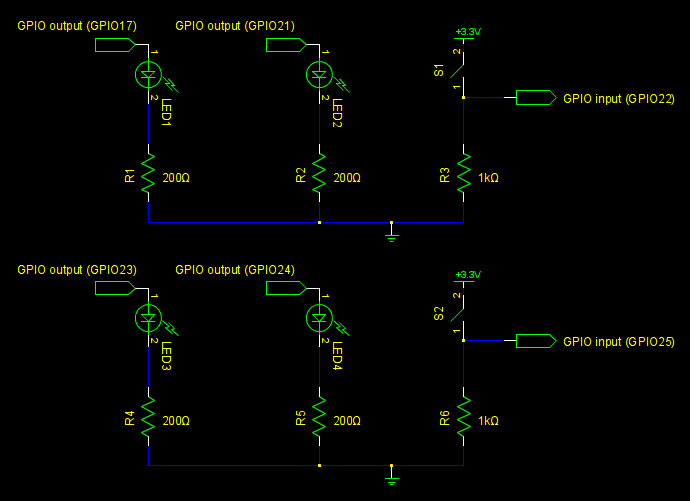 GPIO output (GPIO17)
GPIO output (GPIO21)
+3.3V
1
1
2
S1
1
GPIO input (GPIO22)
2
LED1
2
LED2
R1
200Ω
R2
200Ω
R3
1kΩ
GPIO output (GPIO23)
GPIO output (GPIO24)
+3.3V
1
1
2
S2
1
GPIO input (GPIO25)
2
LED3
2
LED4
R4
200Ω
R5
200Ω
R6
1kΩ